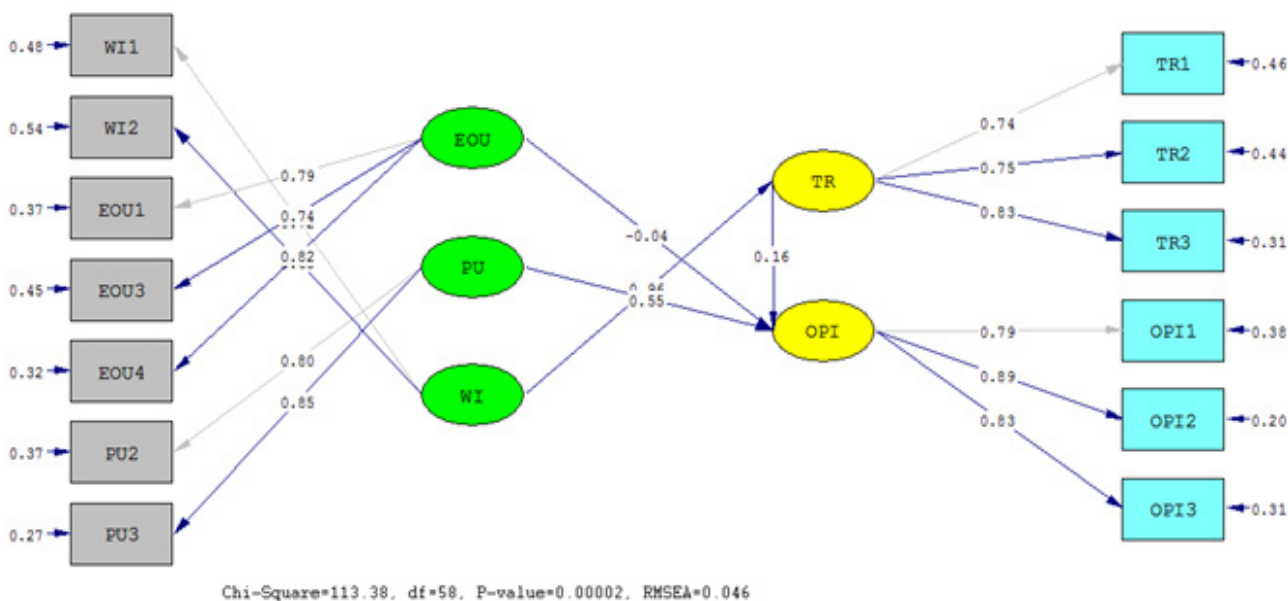 0.48 WI1
0.54 WI2
0.37 EOU1
0.45 EOU3
0.32 EOU4
0.37 PU2
0.27 PU3
EOU
PU
WI
0.79
0.74
0.82
0.80
0.85
-0.04
0.55
0.16
TR
OPI
0.74
0.75
0.83
0.79
0.89
0.83
TR1 0.46
TR2 0.44
TR3 0.31
OPI1 0.38
OPI2 0.20
OPI3 0.31
Chi-Square=113.38, df=58, P-value=0.00002, RMSEA=0.046